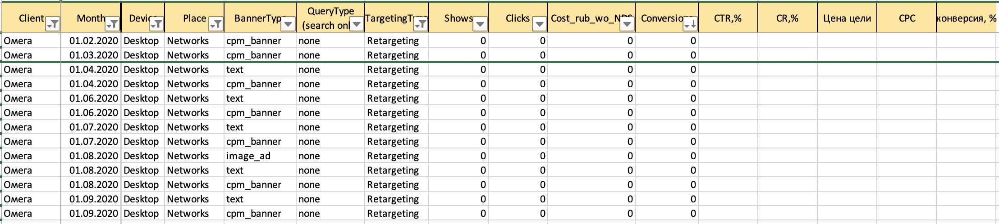 Client Month Device Place BannerType QueryType (search onl TargetingType Shows Clicks Cost_rub_wo_NDS Conversions CTR,% CR,% Цена цели CPC конверсия, %
Омега 01.02.2020 Desktop Networks cpm_banner none Retargeting 0 0 0 0
Омега 01.03.2020 Desktop Networks cpm_banner none Retargeting 0 0 0 0
Омега 01.04.2020 Desktop Networks text none Retargeting 0 0 0 0
Омега 01.04.2020 Desktop Networks cpm_banner none Retargeting 0 0 0 0
Омега 01.06.2020 Desktop Networks text none Retargeting 0 0 0 0
Омега 01.06.2020 Desktop Networks cpm_banner none Retargeting 0 0 0 0
Омега 01.07.2020 Desktop Networks text none Retargeting 0 0 0 0
Омега 01.07.2020 Desktop Networks cpm_banner none Retargeting 0 0 0 0
Омега 01.08.2020 Desktop Networks image_ad none Retargeting 0 0 0 0
Омега 01.08.2020 Desktop Networks text none Retargeting 0 0 0 0
Омега 01.08.2020 Desktop Networks cpm_banner none Retargeting 0 0 0 0
Омега 01.09.2020 Desktop Networks text none Retargeting 0 0 0 0
Омега 01.09.2020 Desktop Networks cpm_banner none Retargeting 0 0 0 0